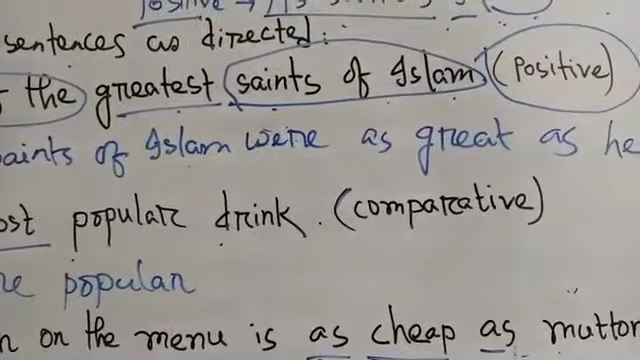 sentences as directed:
the greatest saints of Islam (Positive)
saints of Islam were as great as he
popular drink. (comparative)
popular
on the menu is as cheap as mutton